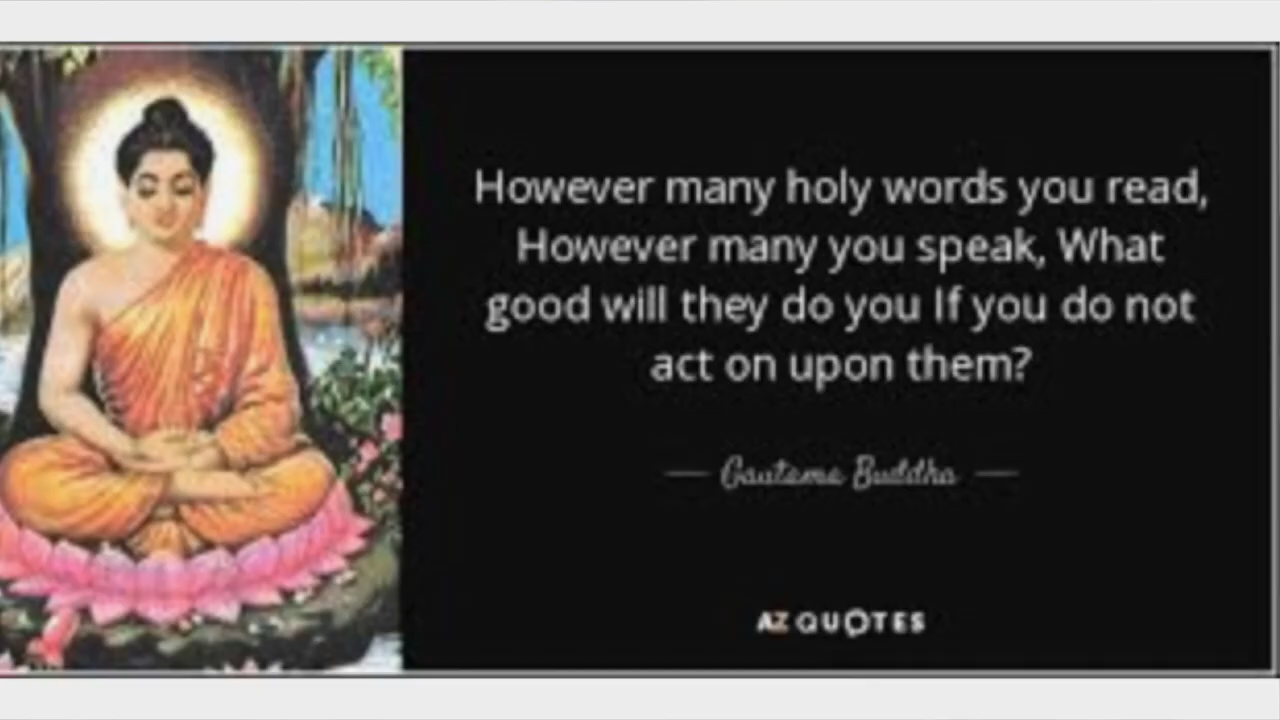 However many holy words you read,
However many you speak, What
good will they do you If you do not
act on upon them?
Gautama Buddha
AZ QUOTES